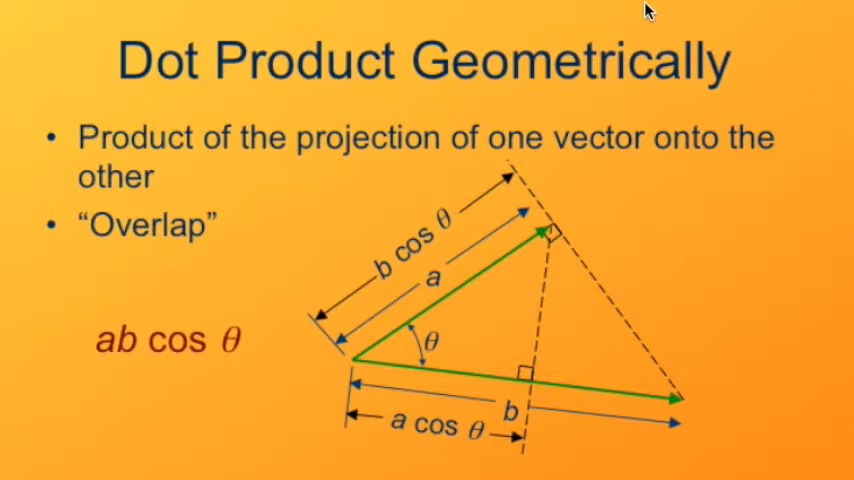 Dot Product Geometrically
• Product of the projection of one vector onto the
other
• “Overlap”
b cos θ
a
θ
ab cos θ
b
a cos θ